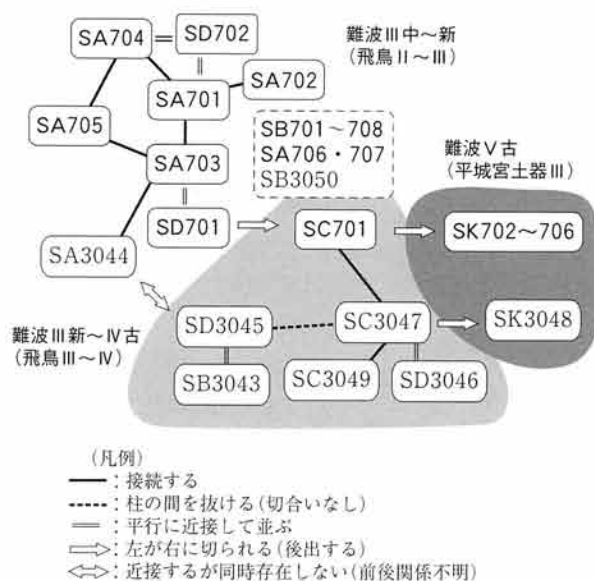 SA704
SD702
難波Ⅲ中～新
(飛鳥Ⅱ～Ⅲ)
SA701
SA702
SA705
SB701～708
SA706・707
SB3050
SA703
難波Ⅴ古
(平城宮土器Ⅲ)
SD701
SC701
SK702～706
SA3044
SD3045
SC3047
SK3048
難波Ⅲ新～Ⅳ古
(飛鳥Ⅲ～Ⅳ)
SB3043
SC3049
SD3046
(凡例)
：接続する
：柱の間を抜ける(切合いなし)
：平行に近接して並ぶ
：左が右に切られる(後出する)
：近接するが同時存在しない(前後関係不明)